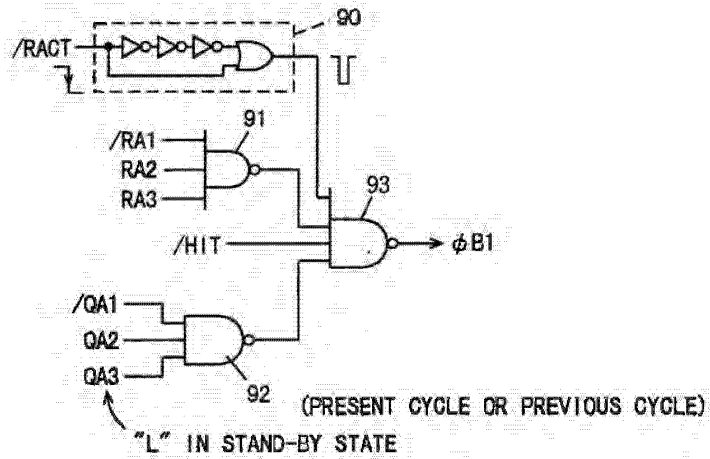 90
/RACT
91
/RA1
RA2
RA3
93
/HIT
φB1
/QA1
QA2
QA3
92
(PRESENT CYCLE OR PREVIOUS CYCLE)
"L" IN STAND-BY STATE